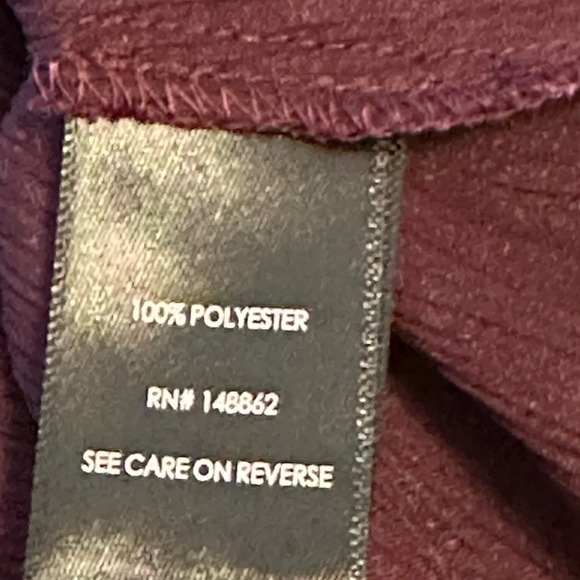 100% POLYESTER
RN# 148862
SEE CARE ON REVERSE